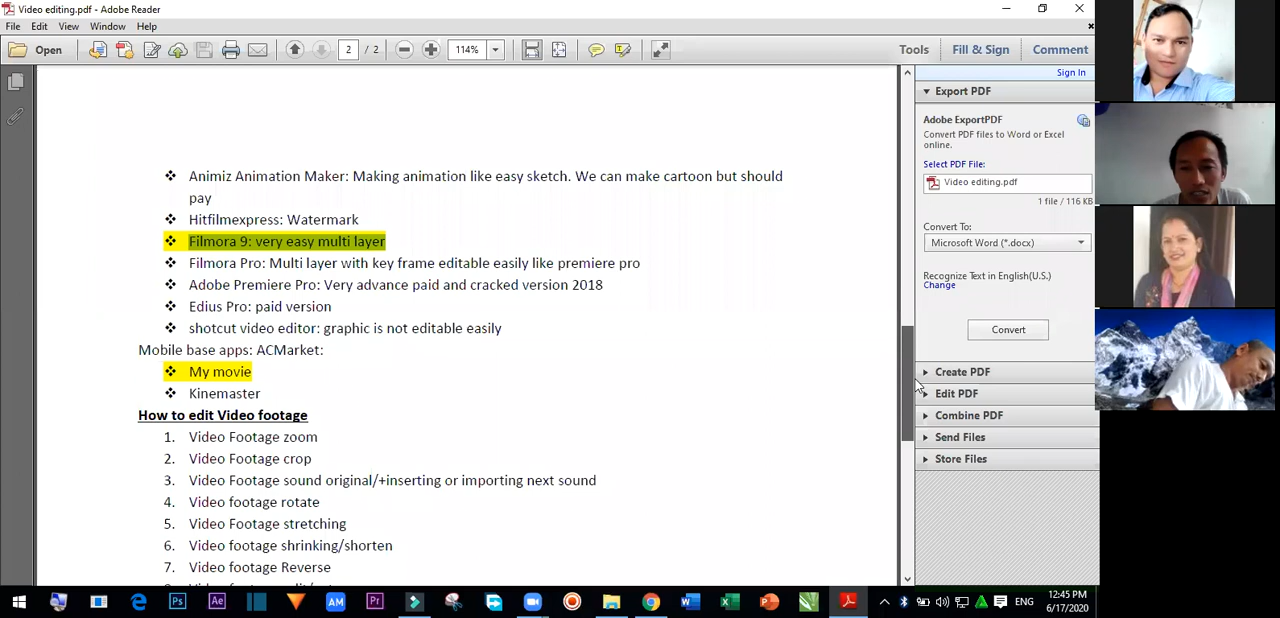 Video editing.pdf - Adobe Reader
File Edit View Window Help
Open 2 / 2 114% Tools Fill & Sign Comment
Sign In
Export PDF
Adobe ExportPDF
Convert PDF files to Word or Excel
online.
Select PDF File:
Video editing.pdf
1 file / 116 KB
Convert To:
Microsoft Word (*.docx)
Recognize Text in English(U.S.)
Change
Convert
Create PDF
Edit PDF
Combine PDF
Send Files
Store Files
Animiz Animation Maker: Making animation like easy sketch. We can make cartoon but should
pay
Hitfilmexpress: Watermark
Filmora 9: very easy multi layer
Filmora Pro: Multi layer with key frame editable easily like premiere pro
Adobe Premiere Pro: Very advance paid and cracked version 2018
Edius Pro: paid version
shotcut video editor: graphic is not editable easily
Mobile base apps: ACMarket:
My movie
Kinemaster
How to edit Video footage
1. Video Footage zoom
2. Video Footage crop
3. Video Footage sound original/+inserting or importing next sound
4. Video footage rotate
5. Video Footage stretching
6. Video footage shrinking/shorten
7. Video footage Reverse
Ps Ae AM Pr ENG
12:45 PM
6/17/2020